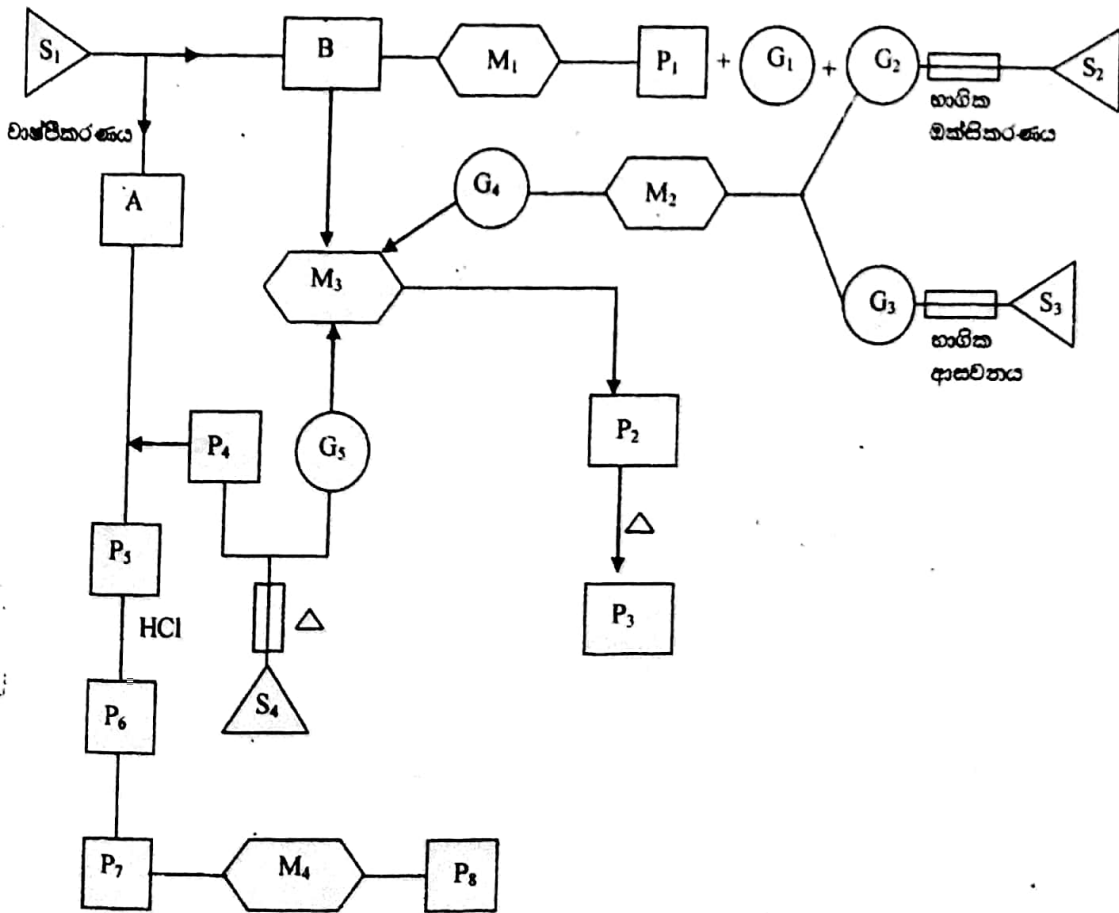 S₁
B
M₁
P₁ + G₁ + G₂
S₂
වාෂ්පීකරණය
භාගික
ඔක්සිකරණය
A
G₄
M₂
M₃
G₃
S₃
භාගික
ආසවනය
P₄
G₅
P₂
△
P₅
HCl
△
P₃
S₄
P₆
P₇
M₄
P₈